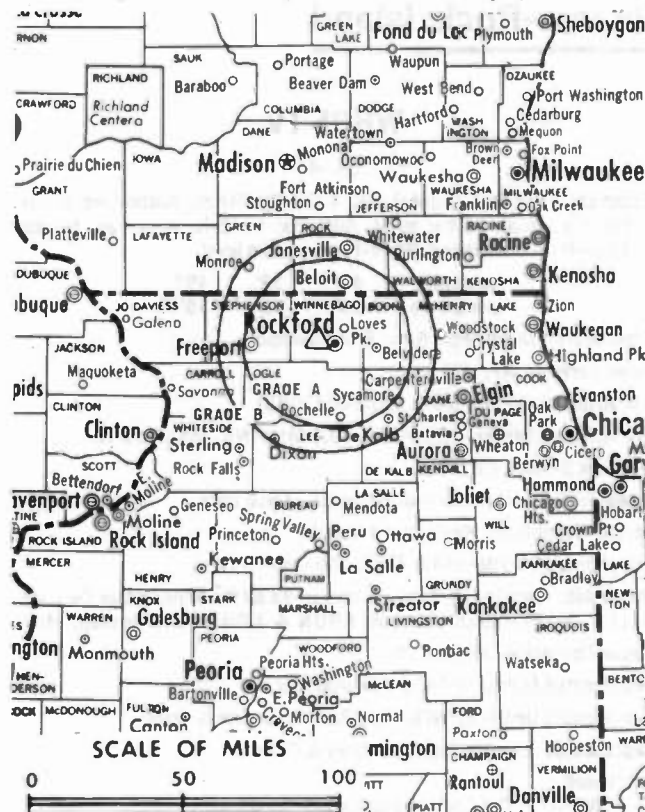 GREEN LAKE Fond du Lac Plymouth Sheboygan
SAUK Portage Waupun
RICHLAND Baraboo Beaver Dam West Bend OZAUKEE
CRAWFORD Richland Centera COLUMBIA DODGE Hartford WASHINGTON Port Washington
DANE Watertown Cedarburg
Mequon
Prairie du Chien IOWA Madison Monona Oconomowoc Brown Deer Fox Point
Waukesha Milwaukee
GRANT Fort Atkinson WAUKESHA MILWAUKEE
Stoughton JEFFERSON Franklin Oak Creek
Platteville LAFAYETTE GREEN ROCK Whitewater RACINE
Janesville Burlington Racine
DUBUQUE Monroe Beloit WALWORTH KENOSHA Kenosha
JO DAVIESS STEPHENSON WINNEBAGO BOONE McHENRY LAKE Zion
Galena Rockford Loves Pk. Woodstock Waukegan
JACKSON Freeport Belvidere Crystal Lake Highland Pk
Maquoketa CARROLL OGLE Carpentersville COOK
Savanna GRADE A Sycamore KANE Elgin Evanston
CLINTON GRADE B Rochelle St Charles DU PAGE Oak Park
Clinton WHITESIDE LEE DeKalb Geneva Batavia Wheaton Cicero
Sterling Dixon Aurora Berwyn
SCOTT Rock Falls DE KALB KENDALL
Bettendorf Moline LA SALLE Joliet Hammond Gary
Geneseo BUREAU Mendota Chicago Hts. Hobart
Moline Spring Valley WILL
ROCK ISLAND Rock Island Princeton Peru Ottawa Morris Crown Pt.
Cedar Lake
MERCER Kewanee La Salle KANKAKEE LAKE
HENRY PUTNAM GRUNDY Bradley
KNOX STARK MARSHALL Streator Kankakee NEWTON
WARREN Galesburg LIVINGSTON
PEORIA IROQUOIS
Monmouth WOODFORD Pontiac
Peoria Peoria Hts. Watseka
Washington McLEAN
Bartonville E. Peoria
McDONOUGH FULTON Morton Normal FORD
Canton Paxton Hoopeston
SCALE OF MILES CHAMPAIGN VERMILION
Rantoul
0 50 100 PIATT Danville